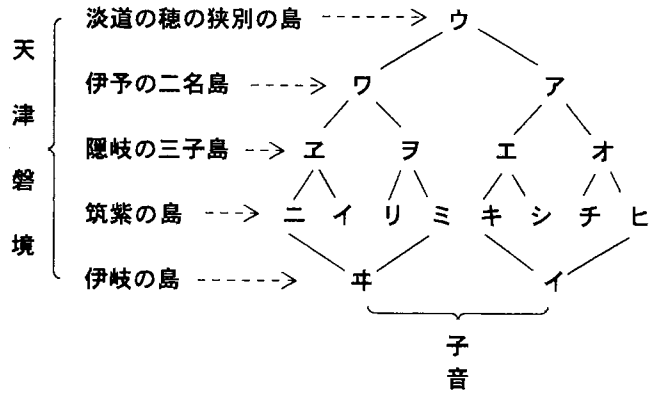 天津磐境
淡道の穂の狭別の島 ウ
伊予の二名島 ワ ア
隠岐の三子島 ヱ ヲ エ オ
筑紫の島 ニ イ リ ミ キ シ チ ヒ
伊岐の島 ヰ イ
子音